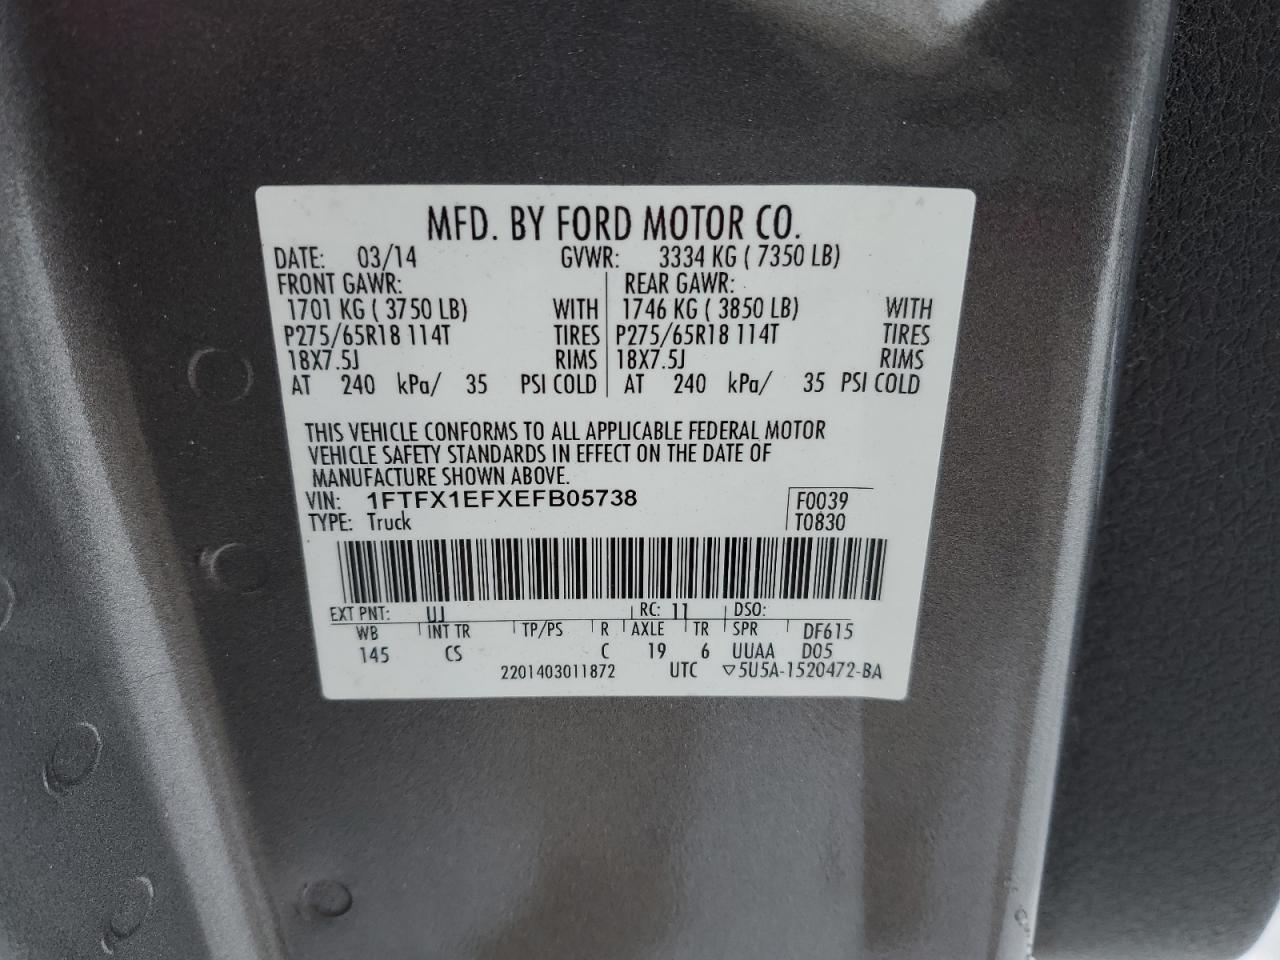 MFD. BY FORD MOTOR CO.
DATE: 03/14 GVWR: 3334 KG ( 7350 LB)
FRONT GAWR: REAR GAWR:
1701 KG ( 3750 LB) WITH 1746 KG ( 3850 LB) WITH
P275/65R18 114T TIRES P275/65R18 114T TIRES
18X7.5J RIMS 18X7.5J RIMS
AT 240 kPa/ 35 PSI COLD AT 240 kPa/ 35 PSI COLD
THIS VEHICLE CONFORMS TO ALL APPLICABLE FEDERAL MOTOR
VEHICLE SAFETY STANDARDS IN EFFECT ON THE DATE OF
MANUFACTURE SHOWN ABOVE.
VIN: 1FTFX1EFXEFB05738 F0039
TYPE: Truck T0830
EXT PNT: UJ RC: 11 DSO:
WB INT TR TP/PS R AXLE TR SPR DF615
145 CS C 19 6 UUAA D05
2201403011872 UTC ▽5U5A-1520472-BA